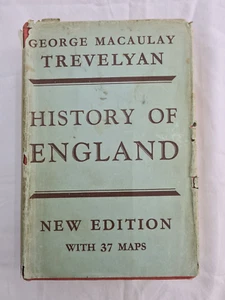 GEORGE MACAULAY
TREVELYAN
HISTORY OF
ENGLAND
NEW EDITION
WITH 37 MAPS